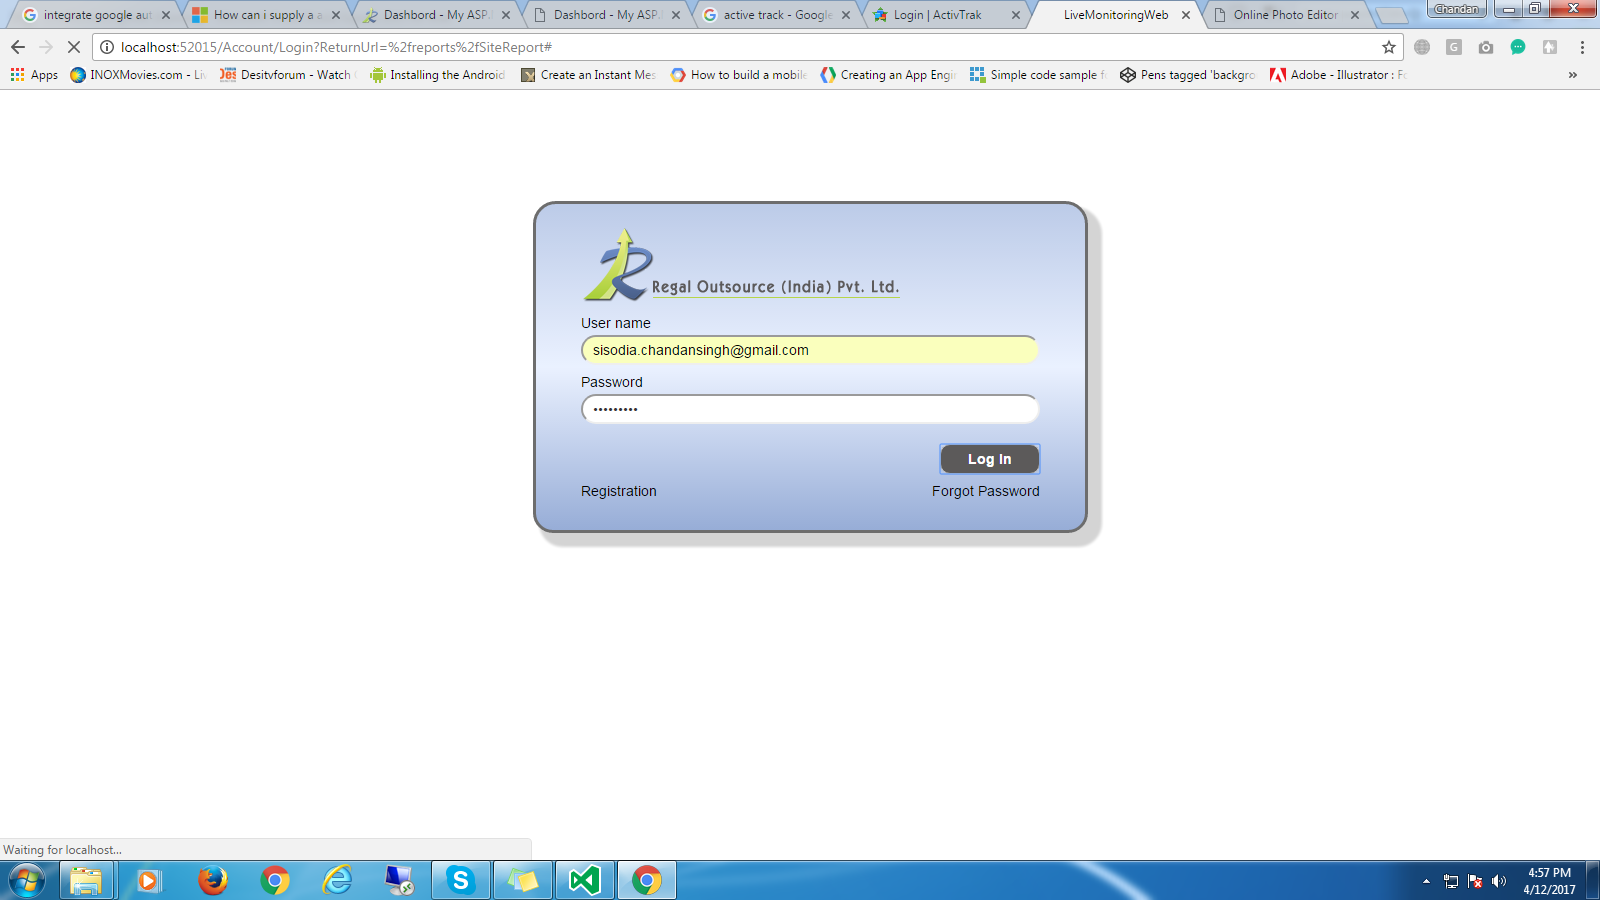 integrate google aut
How can i supply a a
Dashbord - My ASP.
Dashbord - My ASP.
active track - Google
Login | ActivTrak
LiveMonitoringWeb
Online Photo Editor
Chandan
localhost:52015/Account/Login?ReturnUrl=%2freports%2fSiteReport#
Apps
INOXMovies.com - Li
Desitvforum - Watch
Installing the Android
Create an Instant Mes
How to build a mobile
Creating an App Engi
Simple code sample f
Pens tagged 'backgro
Adobe - Illustrator : F
»
Regal Outsource (India) Pvt. Ltd.
User name
sisodia.chandansingh@gmail.com
Password
•••••••••
Log In
Registration
Forgot Password
Waiting for localhost...
4:57 PM
4/12/2017